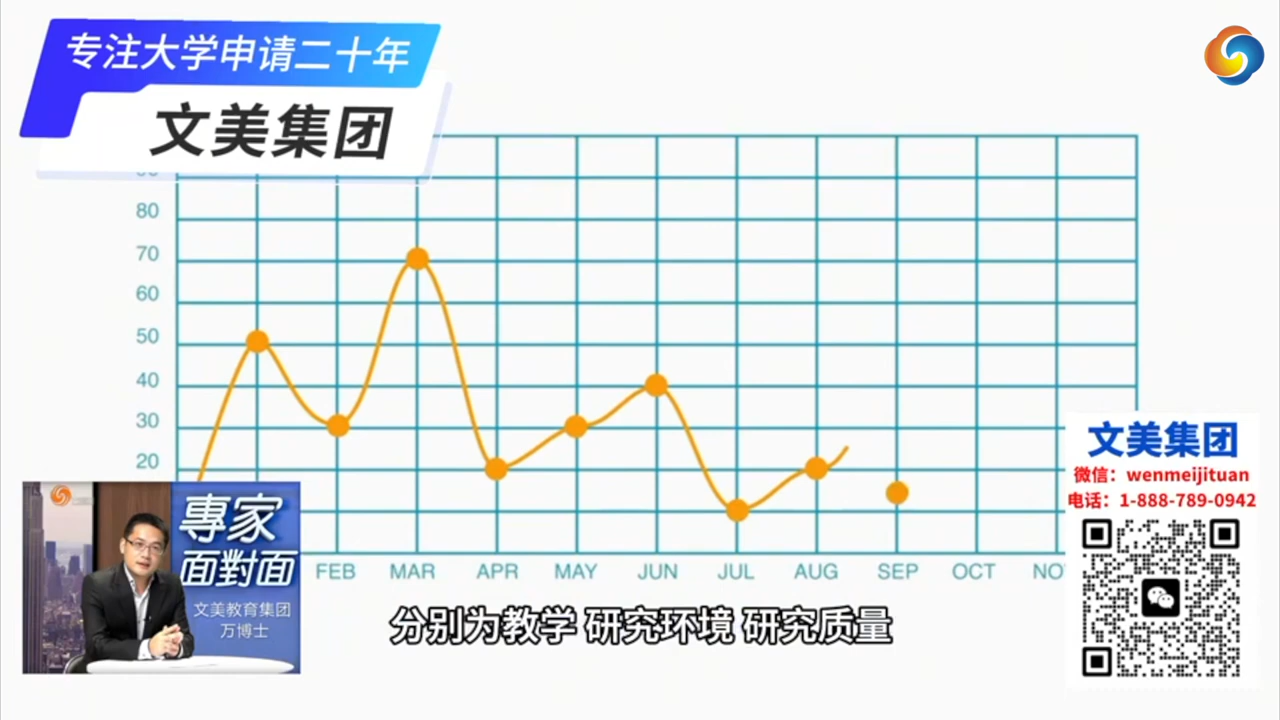 专注大学申请二十年
文美集团
80
70
60
50
40
30
20
FEB MAR APR MAY JUN JUL AUG SEP OCT
專家
面對面
文美教育集团
万博士
文美集团
微信：wenmeijituan
电话：1-888-789-0942
分别为教学 研究环境 研究质量